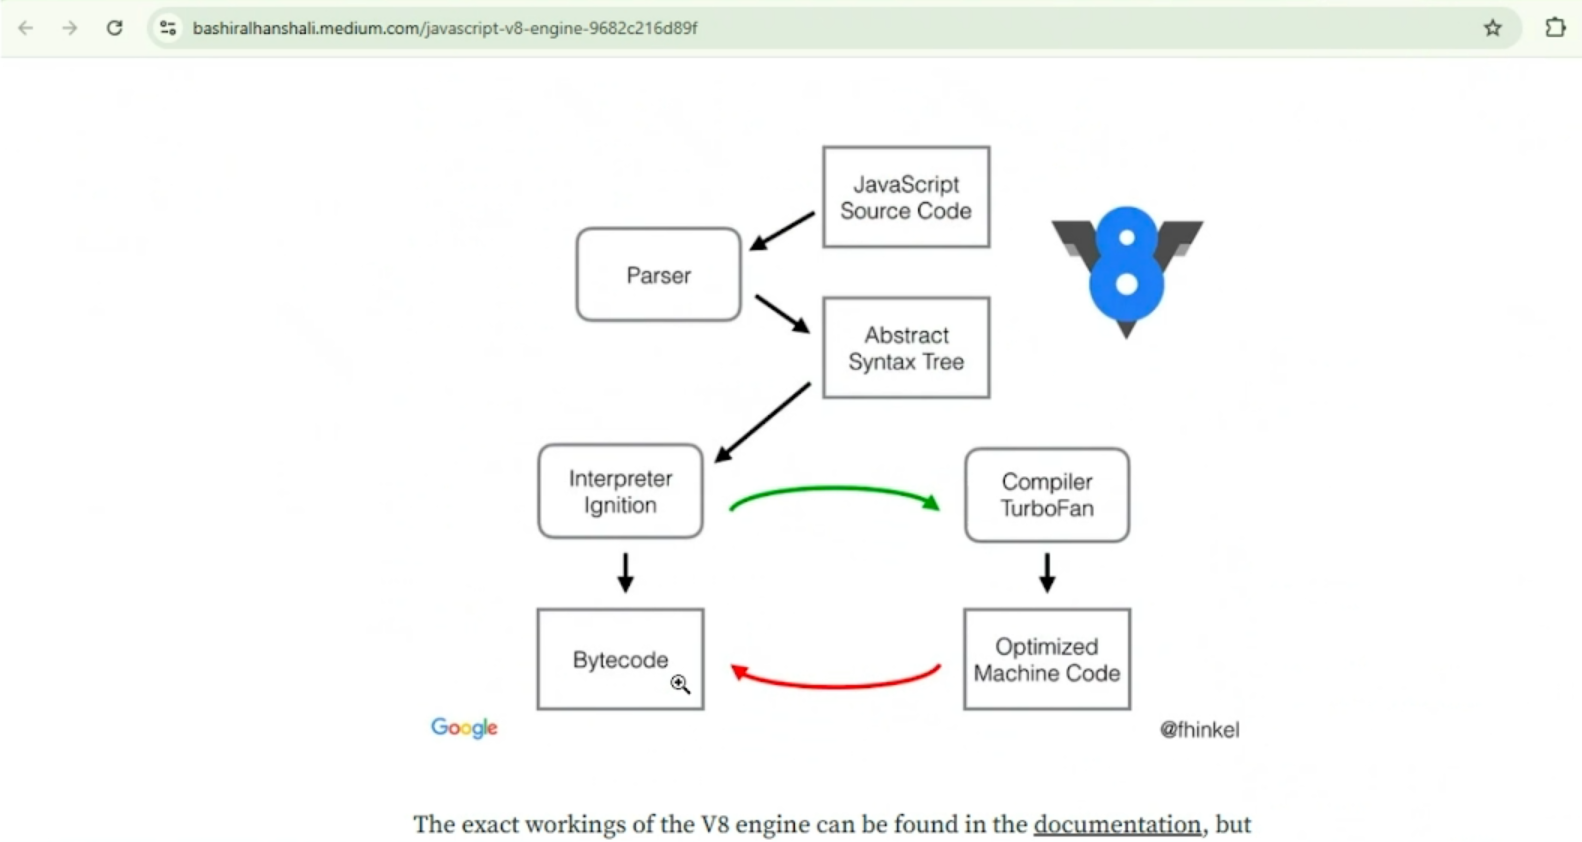 bashiralhanshali.medium.com/javascript-v8-engine-9682c216d89f
JavaScript
Source Code
Parser
Abstract
Syntax Tree
Interpreter
Ignition
Compiler
TurboFan
Bytecode
Optimized
Machine Code
Google
@fhinkel
The exact workings of the V8 engine can be found in the documentation, but